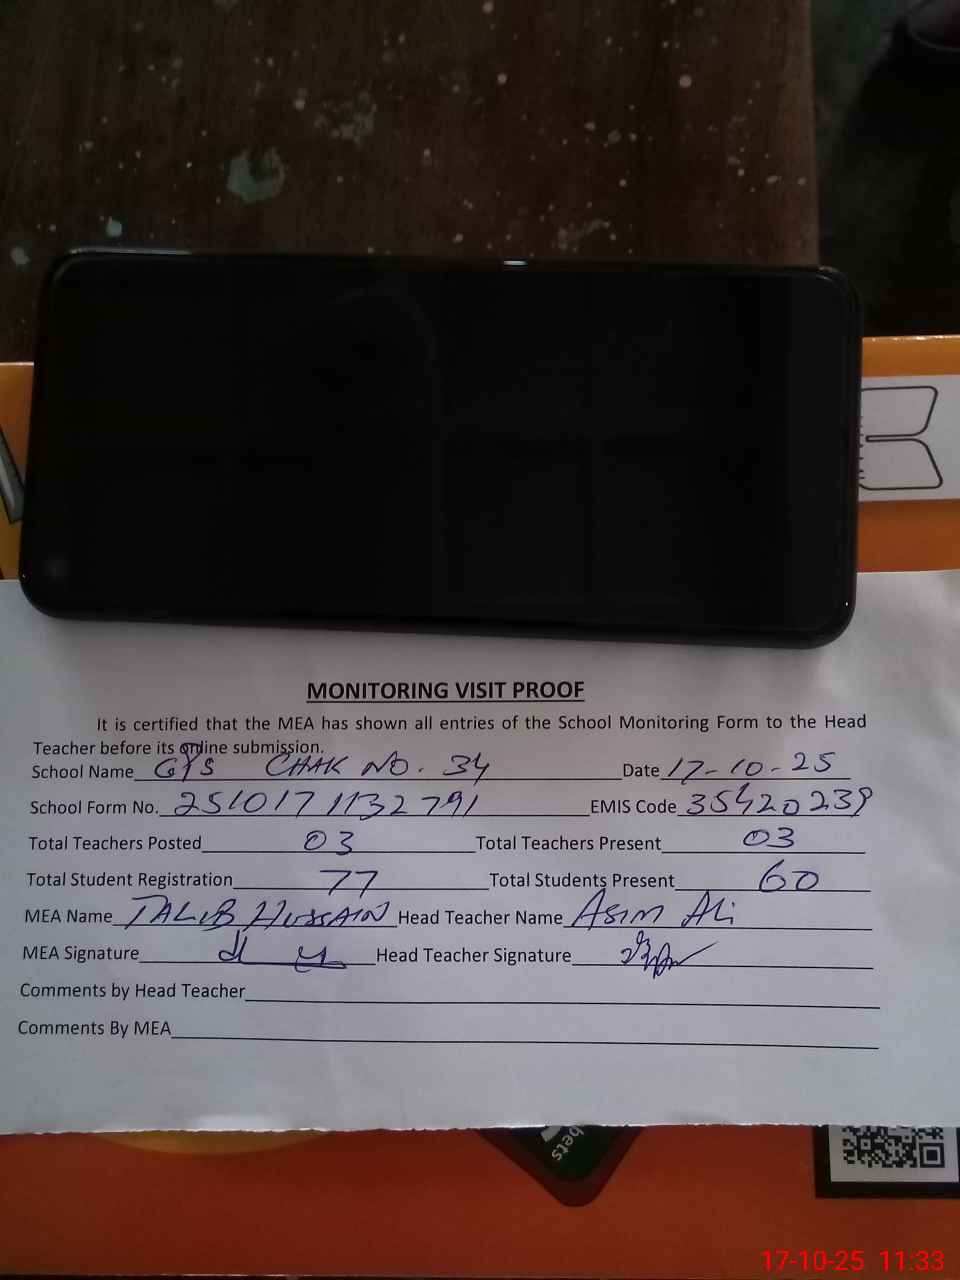 MONITORING VISIT PROOF
It is certified that the MEA has shown all entries of the School Monitoring Form to the Head
Teacher before its online submission.
School Name GPS CHAK NO. 34 Date 17-10-25
School Form No. 2510171132791 EMIS Code 35420239
Total Teachers Posted 03 Total Teachers Present 03
Total Student Registration 77 Total Students Present 60
MEA Name TALIB HUSSAIN Head Teacher Name ASIM ALi
MEA Signature Head Teacher Signature
Comments by Head Teacher
Comments By MEA
bets
17-10-25 11:33